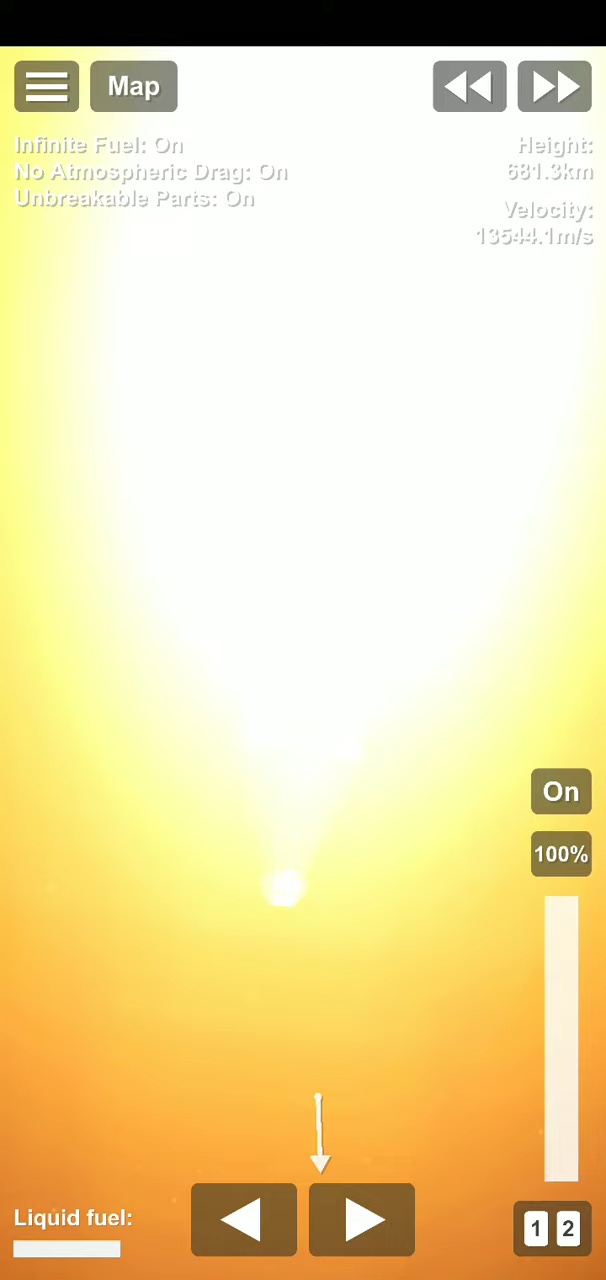 Map
Infinite Fuel: On
No Atmospheric Drag: On
Unbreakable Parts: On
Height:
681.3km
Velocity:
13544.1m/s
On
100%
Liquid fuel:
1 2